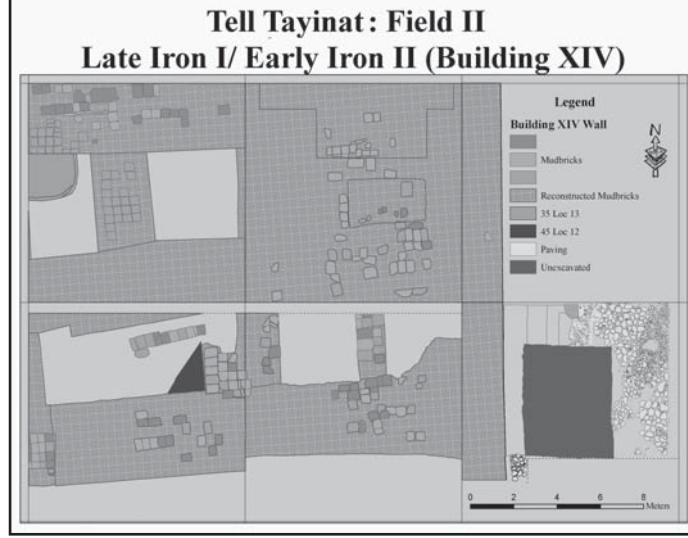 Tell Tayinat: Field II
Late Iron I/ Early Iron II (Building XIV)
Legend
Building XIV Wall
N
Mudbricks
Reconstructed Mudbricks
35 Loc 13
45 Loc 12
Paving
Unexcavated
0 2 4 6 8
Meters